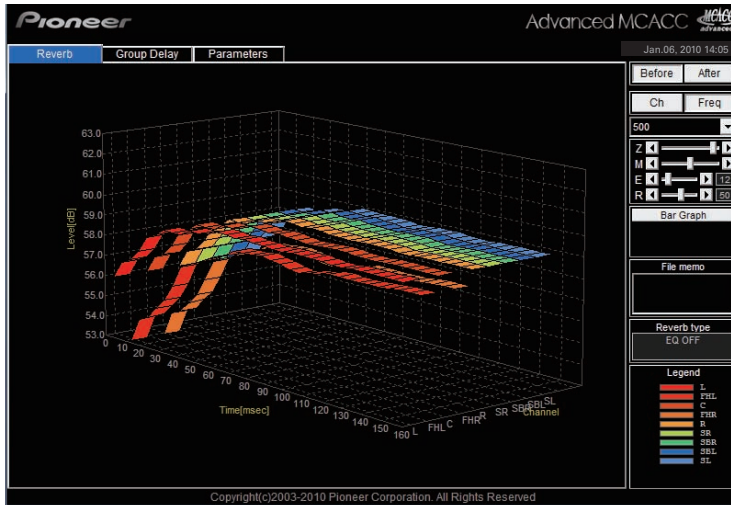 Pioneer
Advanced MCACC MCACC
advanced
Reverb Group Delay Parameters
Jan.06, 2010 14:05
Before After
Ch Freq
500
Z
M
E 12
R 50
Bar Graph
File memo
Reverb type
EQ OFF
Legend
L
FHL
C
FHR
R
SR
SBR
SBL
SL
Level[dB]
63.0
62.0
61.0
60.0
59.0
58.0
57.0
56.0
55.0
54.0
53.0
0 10 20 30 40 50 60 70 80 90 100 110 120 130 140 150 160
Time[msec]
L FHL C FHR R SR SBR SBL SL
Channel
Copyright(c)2003-2010 Pioneer Corporation. All Rights Reserved